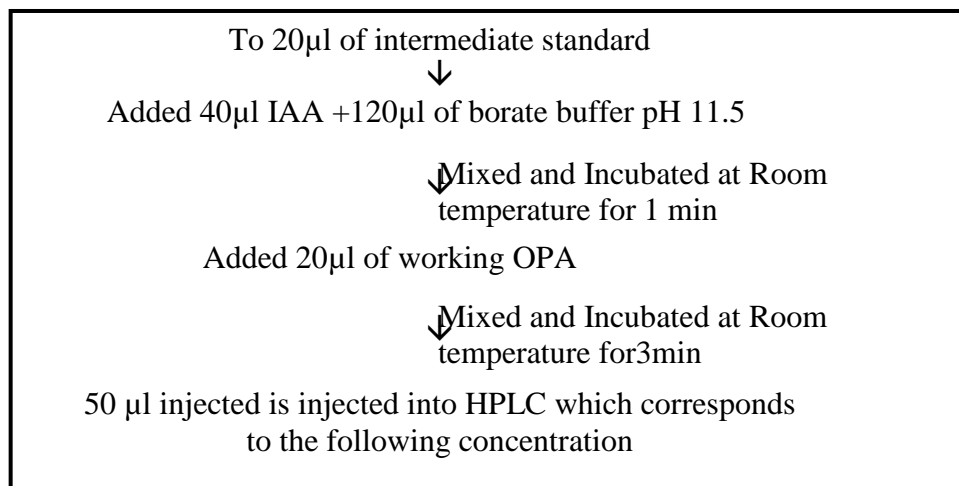 To 20µl of intermediate standard
Added 40µl IAA +120µl of borate buffer pH 11.5
Mixed and Incubated at Room
temperature for 1 min
Added 20µl of working OPA
Mixed and Incubated at Room
temperature for3min
50 µl injected is injected into HPLC which corresponds
to the following concentration